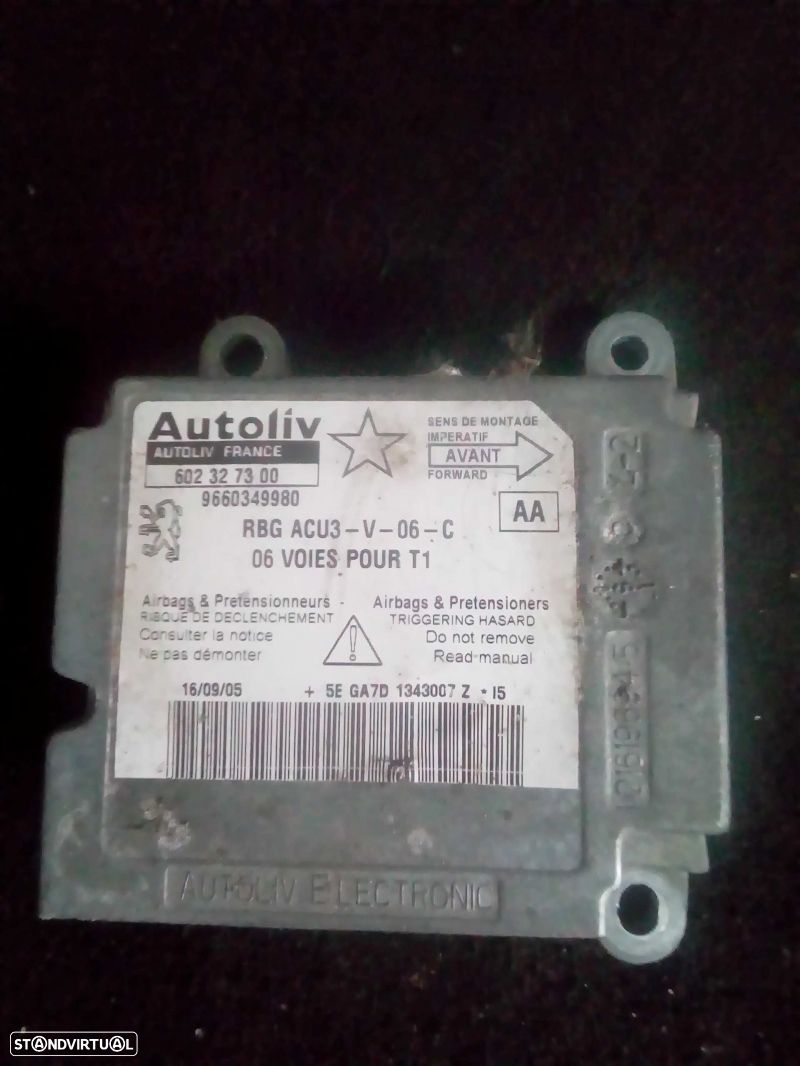 Autoliv
AUTOLIV FRANCE
602 32 73 00
9660349980
SENS DE MONTAGE
IMPERATIF
AVANT
FORWARD
AA
RBG ACU3-V-06-C
06 VOIES POUR T1
Airbags & Pretensionneurs -
RISQUE DE DECLENCHEMENT
Consulter la notice
Ne pas démonter
Airbags & Pretensioners
TRIGGERING HASARD
Do not remove
Read manual
16/09/05 + 5E GA7D 1343007 Z * I5
AUTOLIV ELECTRONIC
STANDVIRTUAL